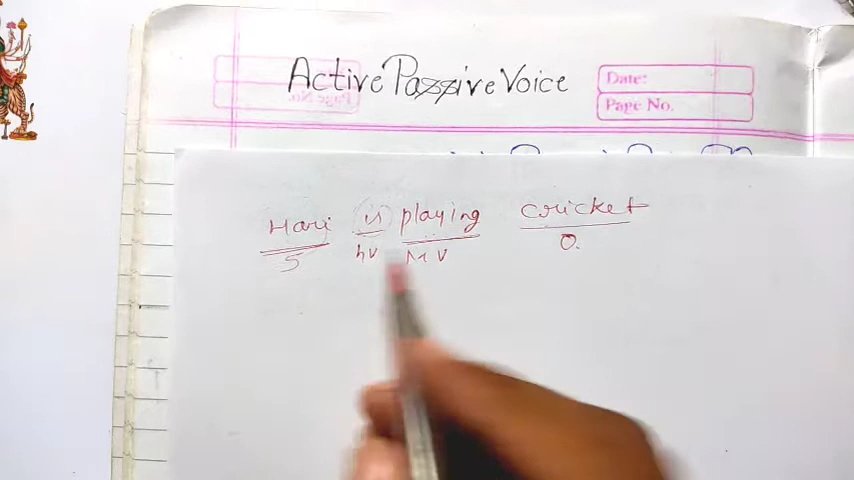 Active Passive Voice
Date:
Page No.
Hari is playing cricket
S hv MV O.